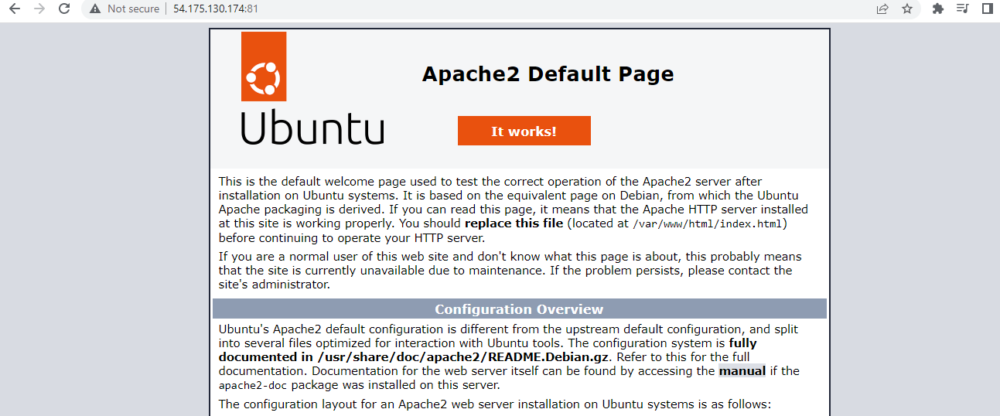 Not secure | 54.175.130.174:81
Apache2 Default Page
Ubuntu
It works!
This is the default welcome page used to test the correct operation of the Apache2 server after
installation on Ubuntu systems. It is based on the equivalent page on Debian, from which the Ubuntu
Apache packaging is derived. If you can read this page, it means that the Apache HTTP server installed
at this site is working properly. You should replace this file (located at /var/www/html/index.html)
before continuing to operate your HTTP server.
If you are a normal user of this web site and don't know what this page is about, this probably means
that the site is currently unavailable due to maintenance. If the problem persists, please contact the
site's administrator.
Configuration Overview
Ubuntu's Apache2 default configuration is different from the upstream default configuration, and split
into several files optimized for interaction with Ubuntu tools. The configuration system is fully
documented in /usr/share/doc/apache2/README.Debian.gz. Refer to this for the full
documentation. Documentation for the web server itself can be found by accessing the manual if the
apache2-doc package was installed on this server.
The configuration layout for an Apache2 web server installation on Ubuntu systems is as follows: